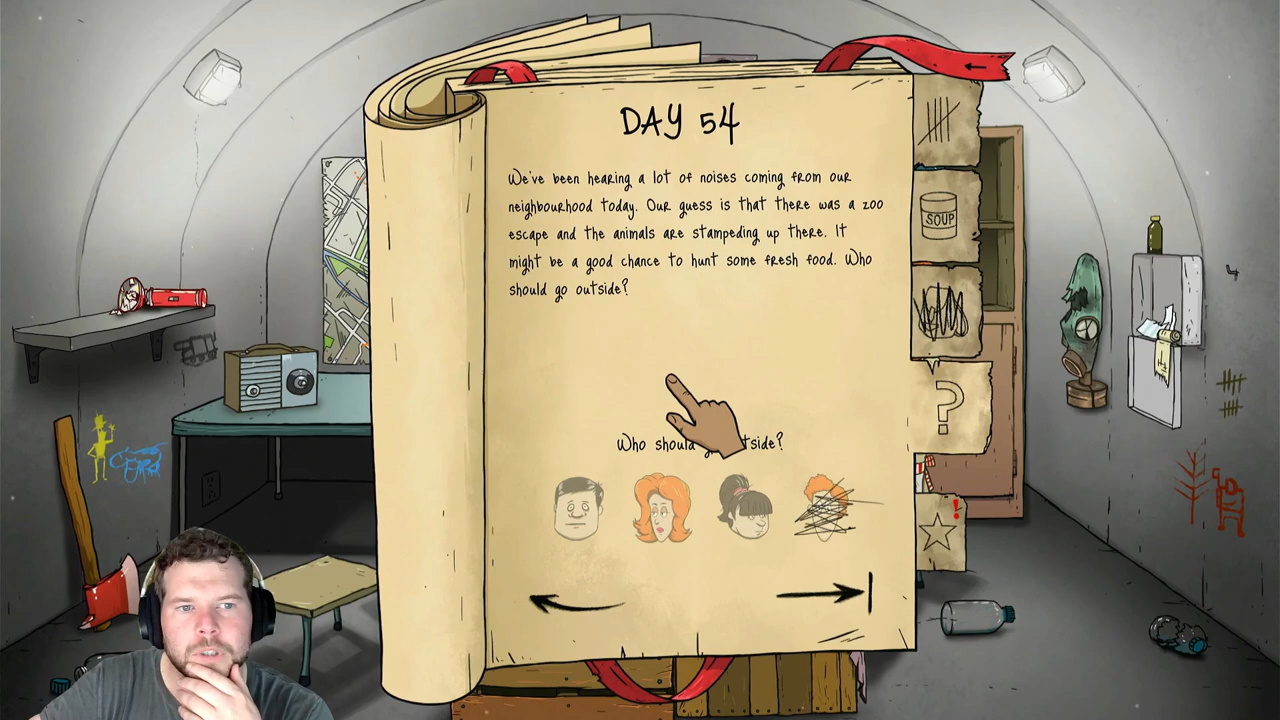 DAY 54
We've been hearing a lot of noises coming from our
neighbourhood today. Our guess is that there was a zoo
escape and the animals are stampeding up there. It
might be a good chance to hunt some fresh food. Who
should go outside?
SOUP
Who should
?
!